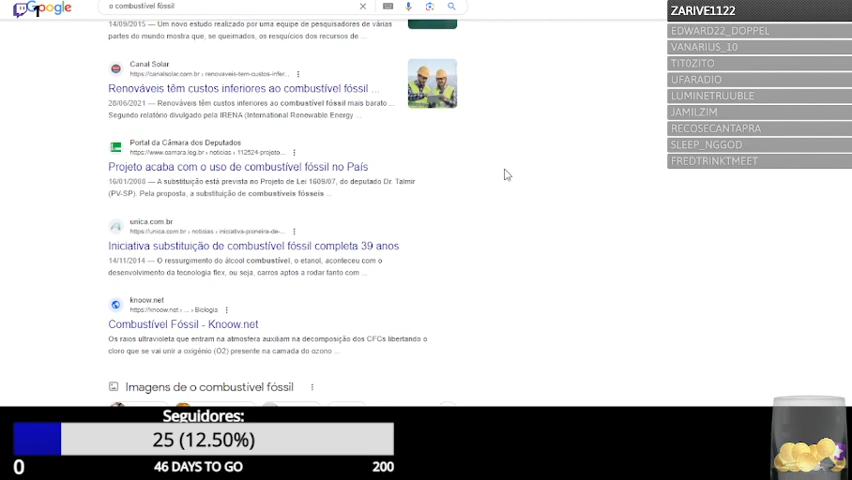 Google
o combustível fóssil
14/09/2015 — Um novo estudo realizado por uma equipe de pesquisadores de várias
partes do mundo mostra que, se queimados, os resquícios dos recursos de ...
Canal Solar
https://canalsolar.com.br › renovaveis-tem-custos-infer...
Renováveis têm custos inferiores ao combustível fóssil ...
28/06/2021 — Renováveis têm custos inferiores ao combustível fóssil mais barato ...
Segundo relatório divulgado pela IRENA (International Renewable Energy ...
Portal da Câmara dos Deputados
https://www.camara.leg.br › noticias › 112524-projeto...
Projeto acaba com o uso de combustível fóssil no País
16/01/2008 — A substituição está prevista no Projeto de Lei 1609/07, do deputado Dr. Talmir
(PV-SP). Pela proposta, a substituição de combustíveis fósseis ...
unica.com.br
https://unica.com.br › noticias › iniciativa-pioneira-de-...
Iniciativa substituição de combustível fóssil completa 39 anos
14/11/2014 — O ressurgimento do álcool combustível, o etanol, aconteceu com o
desenvolvimento da tecnologia flex, ou seja, carros aptos a rodar tanto com ...
knoow.net
https://knoow.net › ... › Biologia
Combustível Fóssil - Knoow.net
Os raios ultravioleta que entram na atmosfera auxiliam na decomposição dos CFCs libertando o
cloro que se vai unir a oxigénio (O2) presente na camada do ozono ...
Imagens de o combustível fóssil
ZARIVE1122
EDWARD22_DOPPEL
VANARIUS_10
TIT0ZITO
UFARADIO
LUMINETRUUBLE
JAMILZIM
RECOSECANTAPRA
SLEEP_NGGOD
FREDTRINKTMEET
Seguidores:
25 (12.50%)
0 46 DAYS TO GO 200